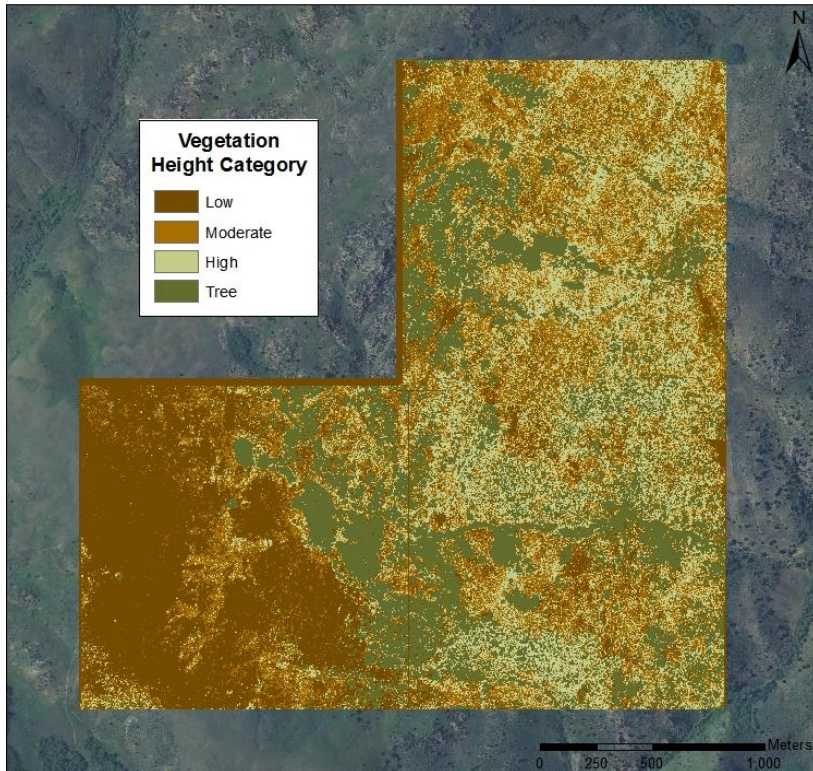 N
Vegetation
Height Category
Low
Moderate
High
Tree
Meters
0 250 500 1,000